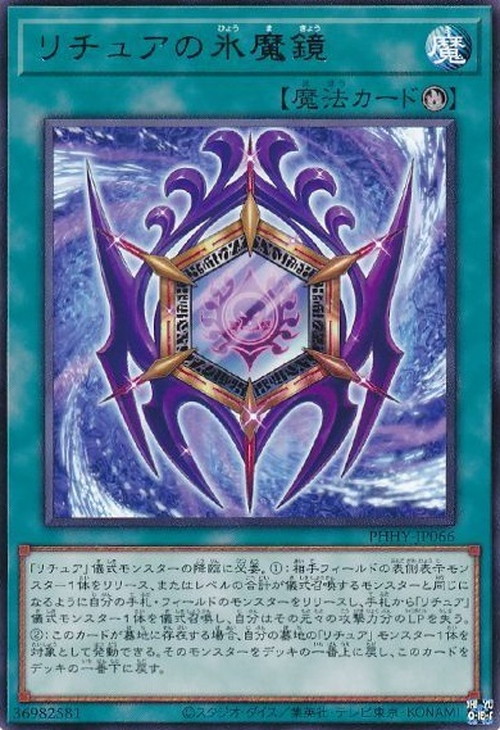 ひょう ま きょう
リチュアの氷魔鏡
魔
【魔法カード】
PHHY-JP066
「リチュア」儀式モンスターの降臨に必要。①:相手フィールドの表側表示モン
スター1体をリリース、またはレベルの合計が儀式召喚するモンスターと同じに
なるように自分の手札・フィールドのモンスターをリリースし、手札から「リチュア」
儀式モンスター1体を儀式召喚し、自分はその元々の攻撃力分のLPを失う。
②:このカードが墓地に存在する場合、自分の墓地の「リチュア」モンスター1体を
対象として発動できる。そのモンスターをデッキの一番上に戻し、このカードを
デッキの一番下に戻す。
36982581
©スタジオ・ダイス/集英社・テレビ東京・KONAMI